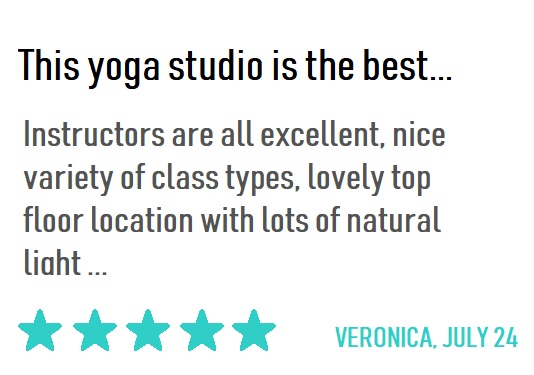 This yoga studio is the best...
Instructors are all excellent, nice
variety of class types, lovely top
floor location with lots of natural
light ...
VERONICA, JULY 24